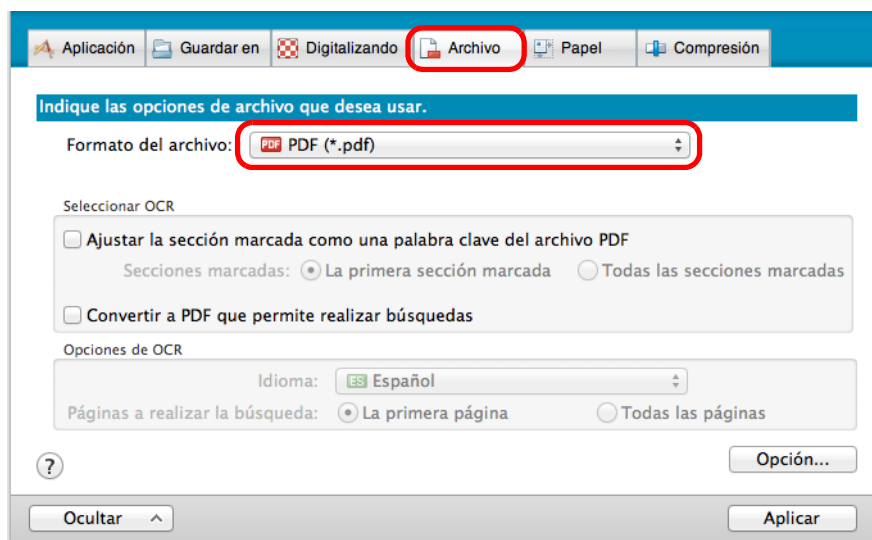 Aplicación Guardar en Digitalizando Archivo Papel Compresión
Indique las opciones de archivo que desea usar.
Formato del archivo: PDF PDF (*.pdf)
Seleccionar OCR
Ajustar la sección marcada como una palabra clave del archivo PDF
Secciones marcadas: La primera sección marcada Todas las secciones marcadas
Convertir a PDF que permite realizar búsquedas
Opciones de OCR
Idioma: ES Español
Páginas a realizar la búsqueda: La primera página Todas las páginas
? Opción...
Ocultar Aplicar